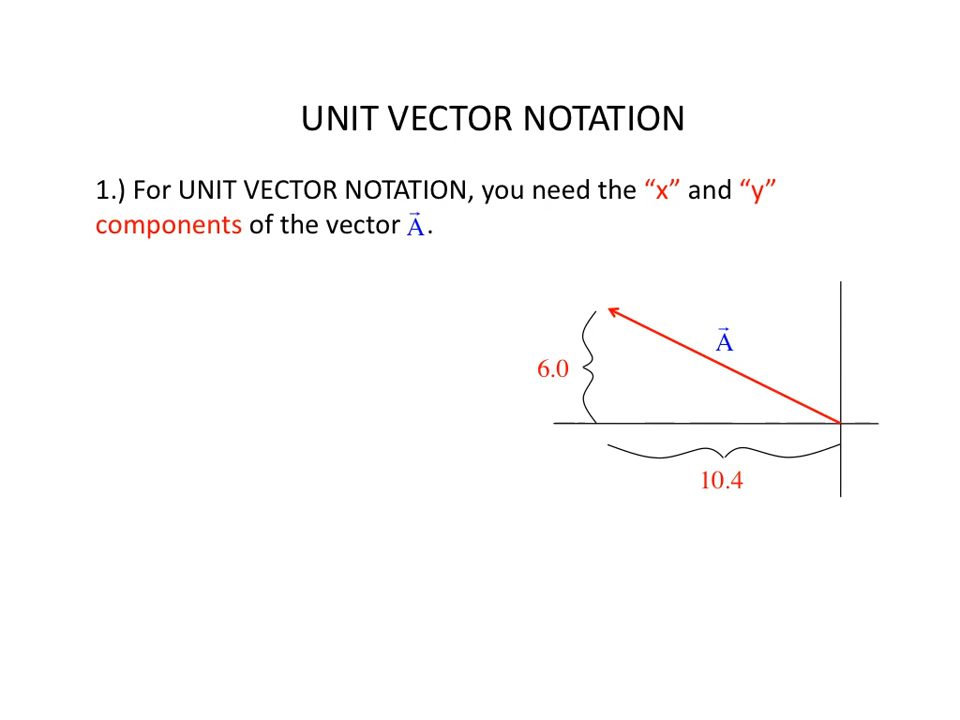 UNIT VECTOR NOTATION
1.) For UNIT VECTOR NOTATION, you need the “x” and “y”
components of the vector A⃗.
A⃗
6.0
10.4